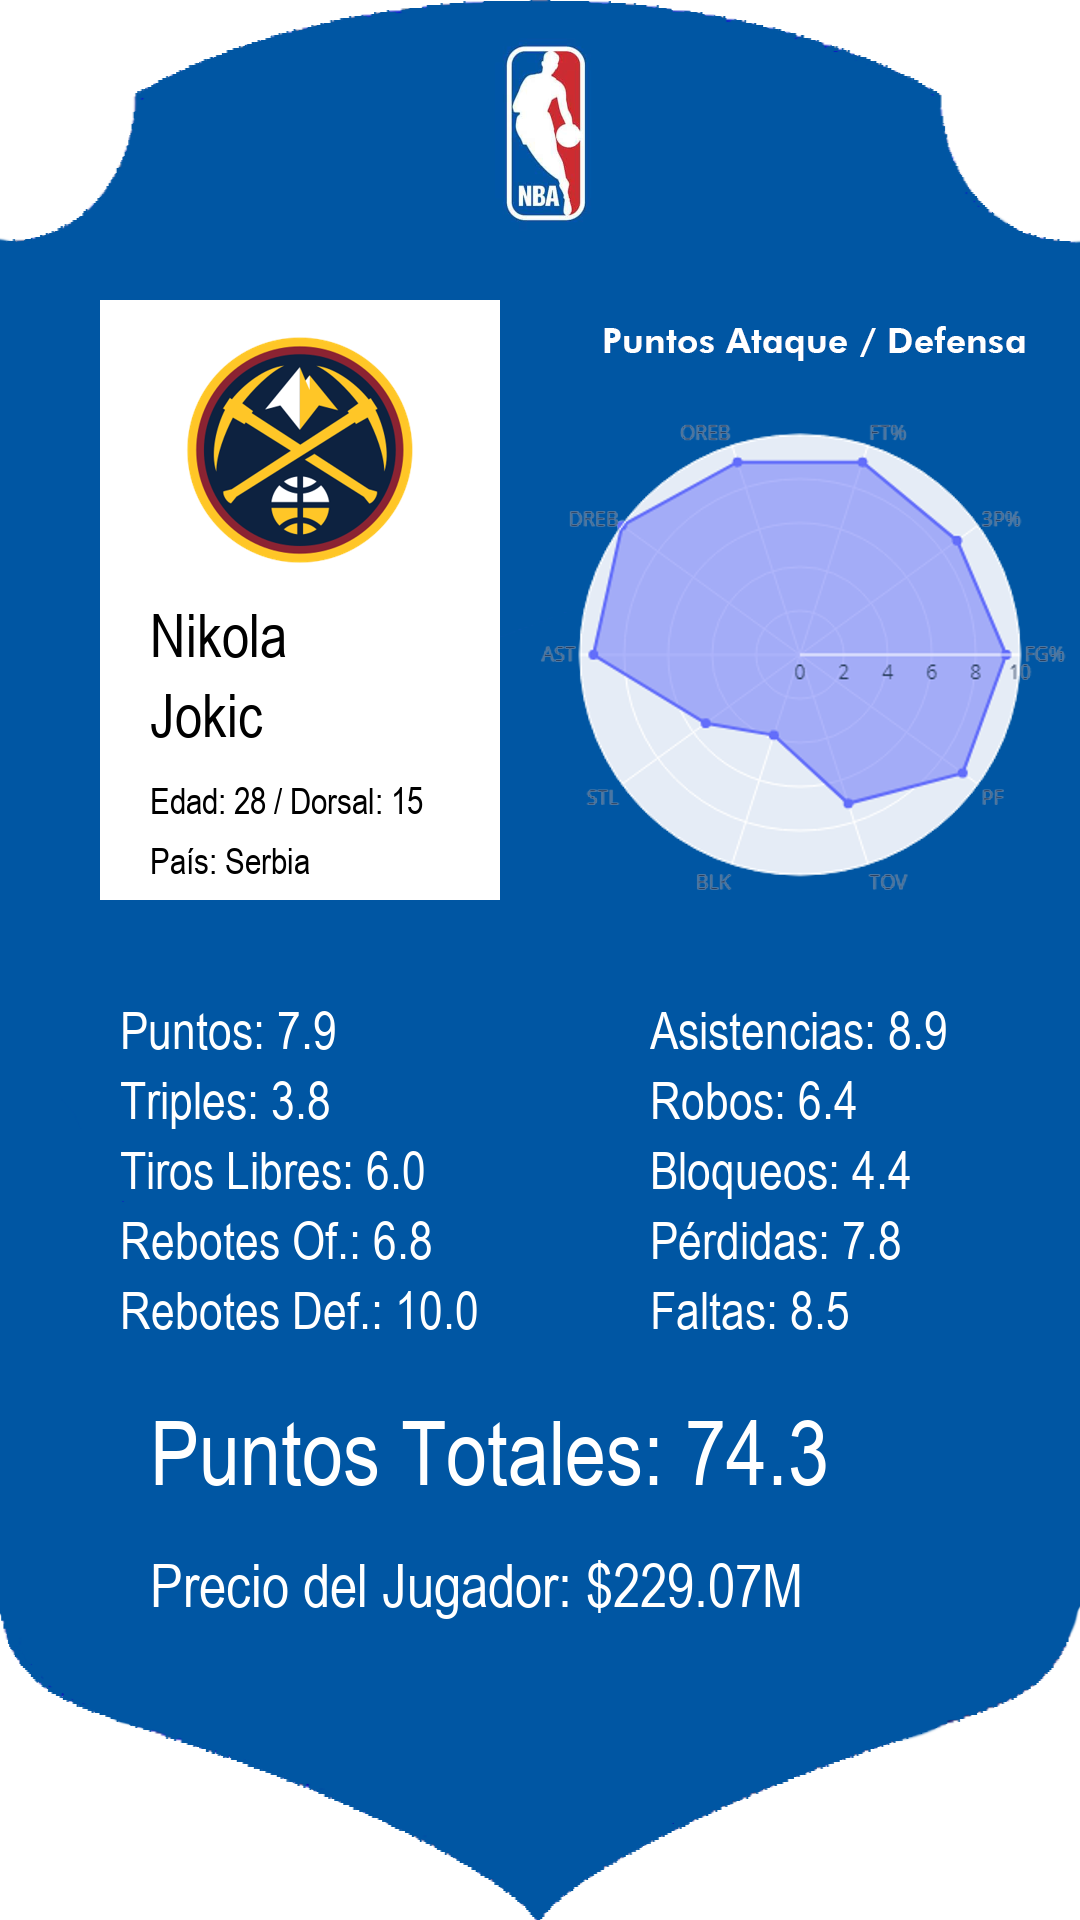 NBA
Puntos Ataque / Defensa
OREB
FT%
DREB
3P%
AST
FG%
0 2 4 6 8 10
STL
PF
BLK
TOV
Nikola
Jokic
Edad: 28 / Dorsal: 15
País: Serbia
Puntos: 7.9
Triples: 3.8
Tiros Libres: 6.0
Rebotes Of.: 6.8
Rebotes Def.: 10.0
Asistencias: 8.9
Robos: 6.4
Bloqueos: 4.4
Pérdidas: 7.8
Faltas: 8.5
Puntos Totales: 74.3
Precio del Jugador: $229.07M